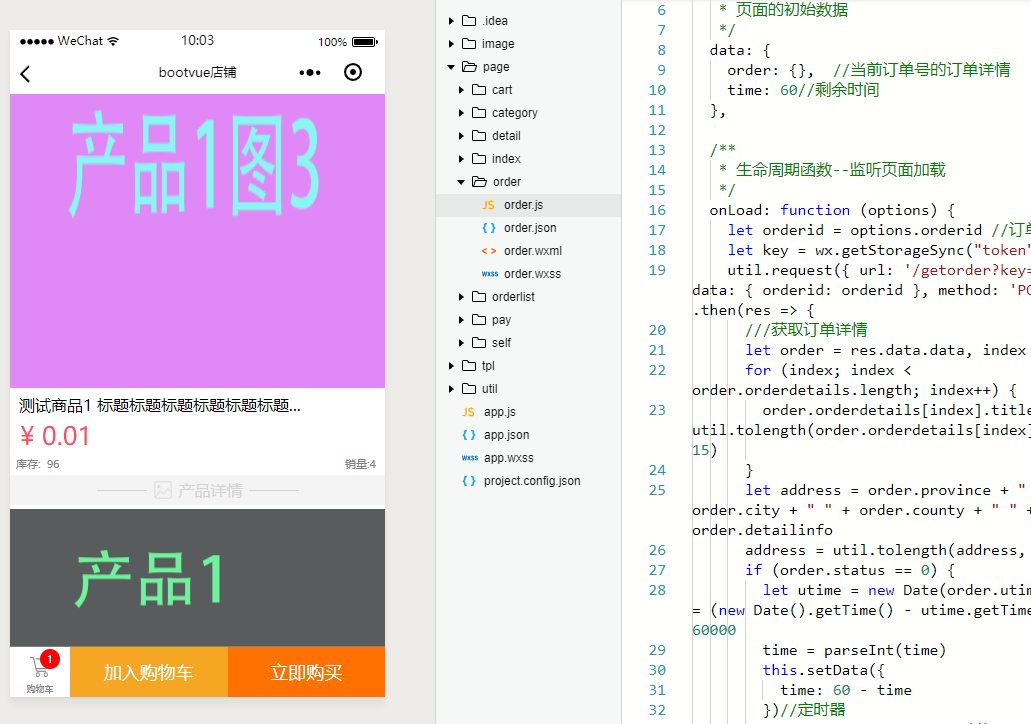 WeChat 10:03 100%
bootvue店铺
产品1图3
测试商品1 标题标题标题标题标题标题...
¥ 0.01
库存: 96 销量:4
产品详情
产品1
1
购物车
加入购物车
立即购买
.idea
image
page
cart
category
detail
index
order
JS order.js
{ } order.json
< > order.wxml
wxss order.wxss
orderlist
pay
self
tpl
util
JS app.js
{ } app.json
wxss app.wxss
{ } project.config.json
6 * 页面的初始数据
7 */
8 data: {
9 order: {}, //当前订单号的订单详情
10 time: 60//剩余时间
11 },
12
13 /**
14 * 生命周期函数--监听页面加载
15 */
16 onLoad: function (options) {
17 let orderid = options.orderid //订单
18 let key = wx.getStorageSync("token"
19 util.request({ url: '/getorder?key=
data: { orderid: orderid }, method: 'PO
.then(res => {
20 ///获取订单详情
21 let order = res.data.data, index
22 for (index; index <
order.orderdetails.length; index++) {
23 order.orderdetails[index].title
util.tolength(order.orderdetails[index]
15)
24 }
25 let address = order.province + "
order.city + " " + order.county + " " +
order.detailinfo
26 address = util.tolength(address,
27 if (order.status == 0) {
28 let utime = new Date(order.utim
= (new Date().getTime() - utime.getTime
60000
29 time = parseInt(time)
30 this.setData({
31 time: 60 - time
32 })//定时器